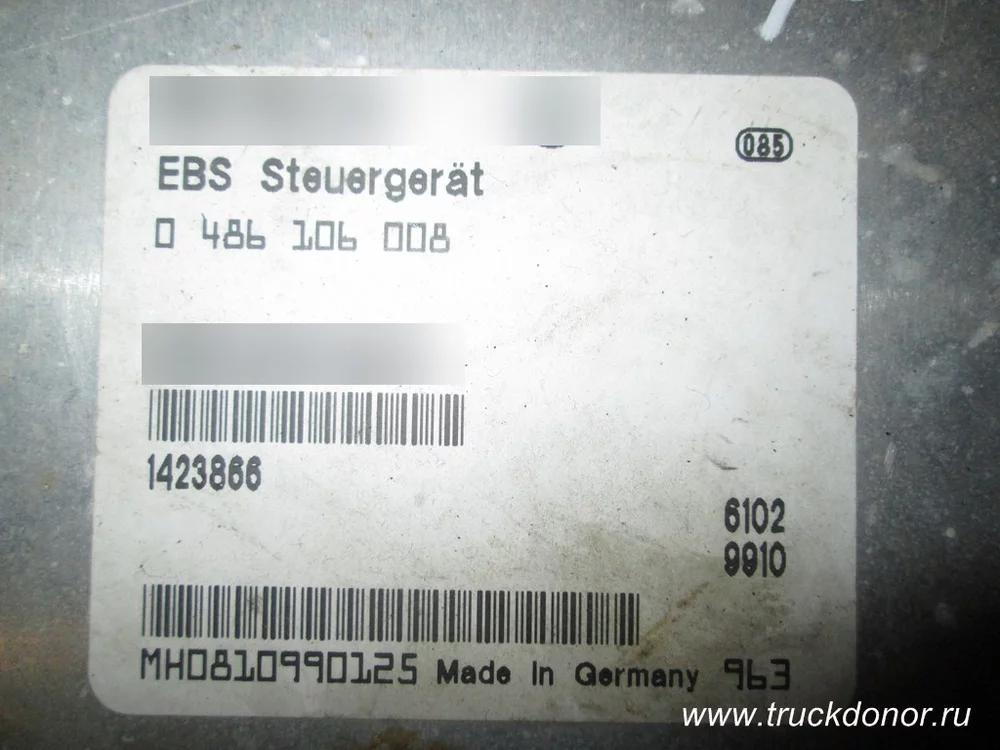 085
EBS Steuergerät
0 486 106 008
1423866
6102
9910
MH0810990125 Made In Germany 963
www.truckdonor.ru